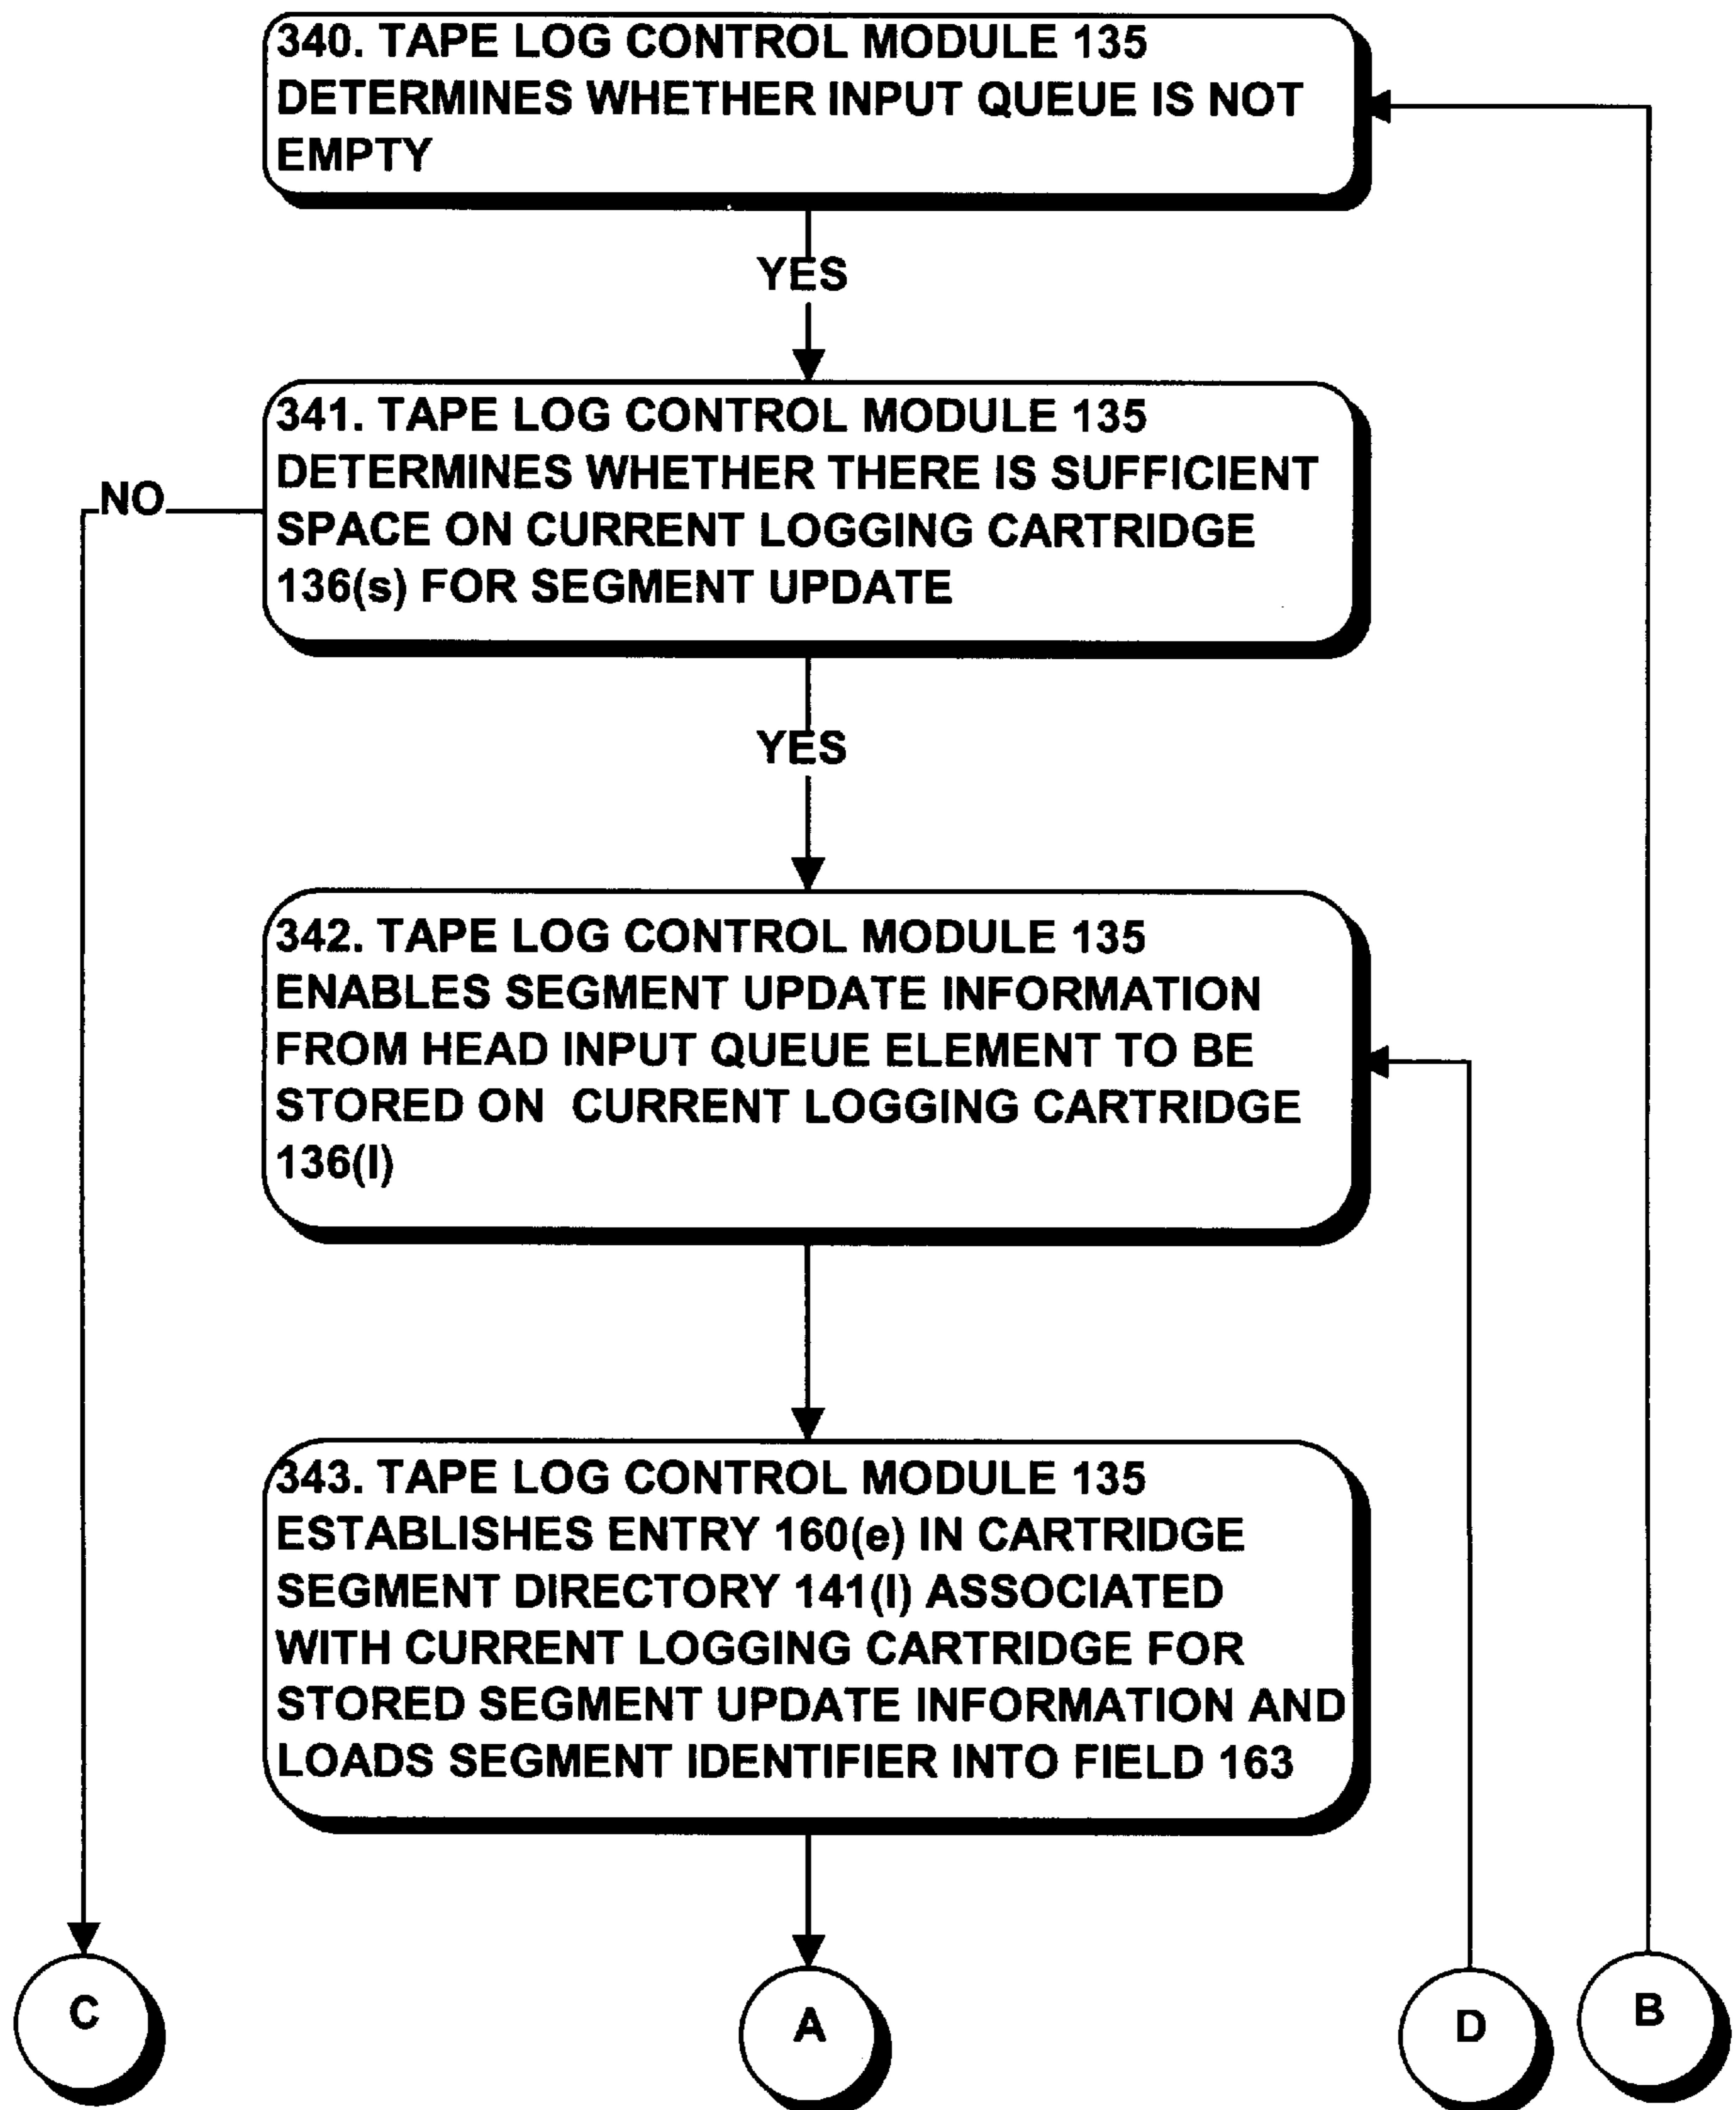 340. TAPE LOG CONTROL MODULE 135
DETERMINES WHETHER INPUT QUEUE IS NOT
EMPTY
YES
341. TAPE LOG CONTROL MODULE 135
DETERMINES WHETHER THERE IS SUFFICIENT
SPACE ON CURRENT LOGGING CARTRIDGE
136(s) FOR SEGMENT UPDATE
NO
YES
342. TAPE LOG CONTROL MODULE 135
ENABLES SEGMENT UPDATE INFORMATION
FROM HEAD INPUT QUEUE ELEMENT TO BE
STORED ON CURRENT LOGGING CARTRIDGE
136(l)
343. TAPE LOG CONTROL MODULE 135
ESTABLISHES ENTRY 160(e) IN CARTRIDGE
SEGMENT DIRECTORY 141(l) ASSOCIATED
WITH CURRENT LOGGING CARTRIDGE FOR
STORED SEGMENT UPDATE INFORMATION AND
LOADS SEGMENT IDENTIFIER INTO FIELD 163
C
A
D
B